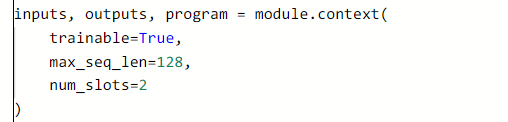 inputs, outputs, program = module.context(
    trainable=True,
    max_seq_len=128,
    num_slots=2
)